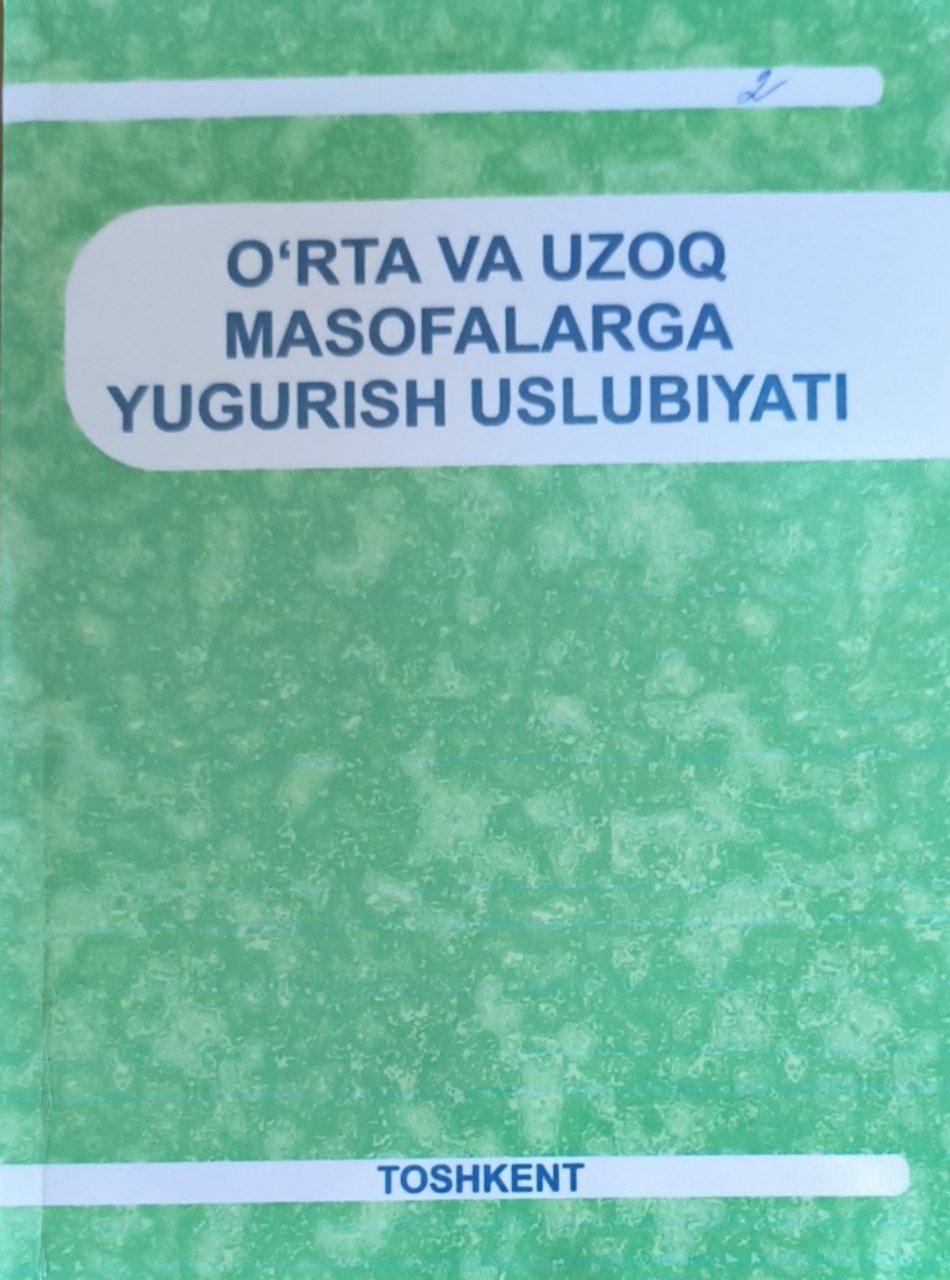 2
O‘RTA VA UZOQ
MASOFALARGA
YUGURISH USLUBIYATI
TOSHKENT